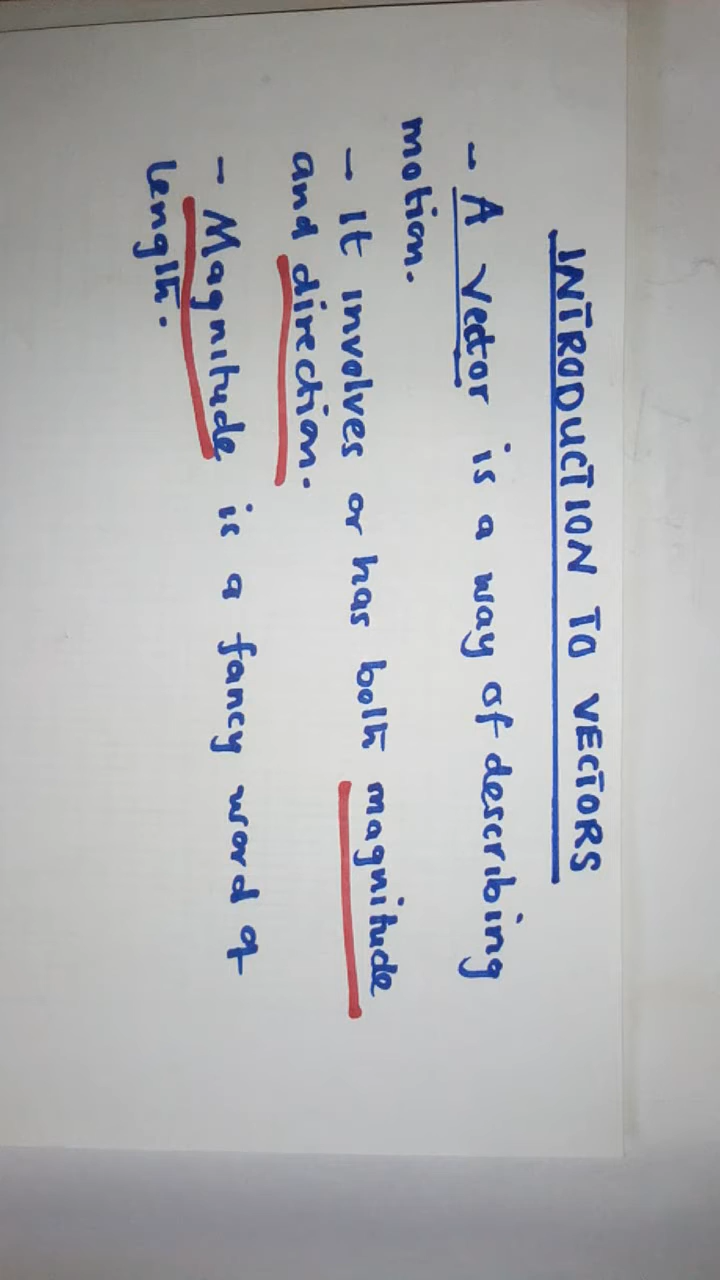 INTRODUCTION TO VECTORS
- A vector is a way of describing
motion.
- It involves or has both magnitude
and direction.
- Magnitude is a fancy word of
length.